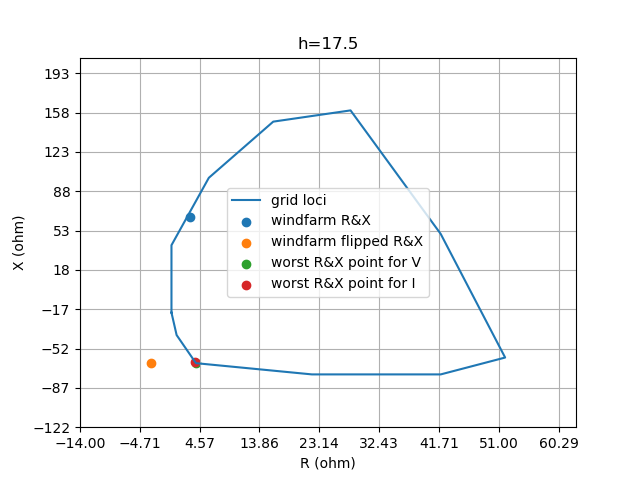 h=17.5
193
158
123
88
53
18
−17
−52
−87
−122
X (ohm)
grid loci
windfarm R&X
windfarm flipped R&X
worst R&X point for V
worst R&X point for I
−14.00 −4.71 4.57 13.86 23.14 32.43 41.71 51.00 60.29
R (ohm)